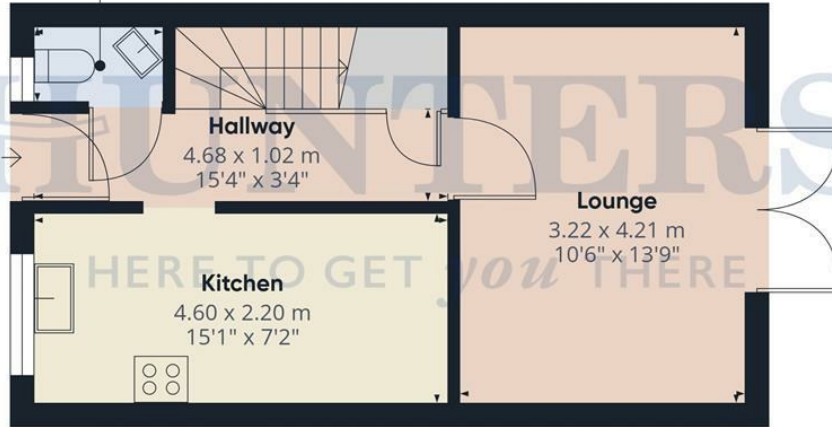 HUNTERS
HERE TO GET you THERE
Hallway
4.68 x 1.02 m
15'4" x 3'4"
Lounge
3.22 x 4.21 m
10'6" x 13'9"
Kitchen
4.60 x 2.20 m
15'1" x 7'2"